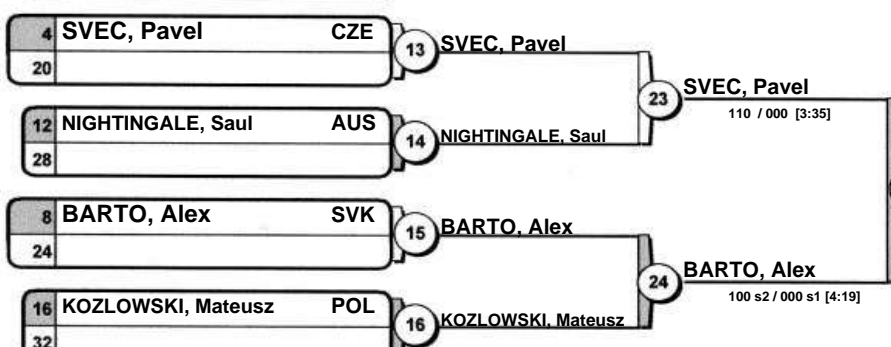 4 SVEC, Pavel CZE
20
13 SVEC, Pavel
12 NIGHTINGALE, Saul AUS
28
14 NIGHTINGALE, Saul
23 SVEC, Pavel
110 / 000 [3:35]
8 BARTO, Alex SVK
24
15 BARTO, Alex
16 KOZLOWSKI, Mateusz POL
32
16 KOZLOWSKI, Mateusz
24 BARTO, Alex
100 s2 / 000 s1 [4:19]